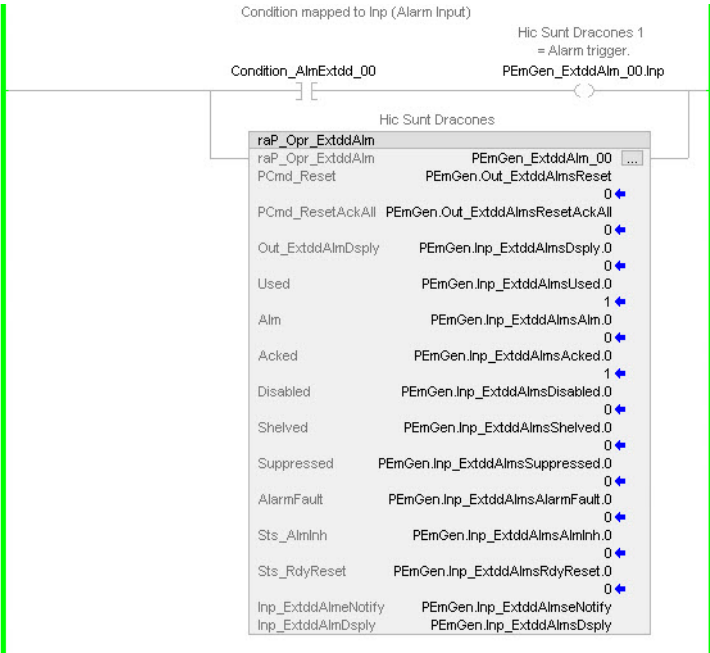 Condition mapped to Inp (Alarm Input)
Hic Sunt Dracones 1
= Alarm trigger.
Condition_AlmExtdd_00
PEmGen_ExtddAlm_00.Inp
Hic Sunt Dracones
raP_Opr_ExtddAlm
raP_Opr_ExtddAlm PEmGen_ExtddAlm_00 ...
PCmd_Reset PEmGen.Out_ExtddAlmsReset
0
PCmd_ResetAckAll PEmGen.Out_ExtddAlmsResetAckAll
0
Out_ExtddAlmDsply PEmGen.Inp_ExtddAlmsDsply.0
0
Used PEmGen.Inp_ExtddAlmsUsed.0
1
Alm PEmGen.Inp_ExtddAlmsAlm.0
0
Acked PEmGen.Inp_ExtddAlmsAcked.0
1
Disabled PEmGen.Inp_ExtddAlmsDisabled.0
0
Shelved PEmGen.Inp_ExtddAlmsShelved.0
0
Suppressed PEmGen.Inp_ExtddAlmsSuppressed.0
0
AlarmFault PEmGen.Inp_ExtddAlmsAlarmFault.0
0
Sts_AlmInh PEmGen.Inp_ExtddAlmsAlmInh.0
0
Sts_RdyReset PEmGen.Inp_ExtddAlmsRdyReset.0
0
Inp_ExtddAlmeNotify PEmGen.Inp_ExtddAlmseNotify
Inp_ExtddAlmDsply PEmGen.Inp_ExtddAlmsDsply